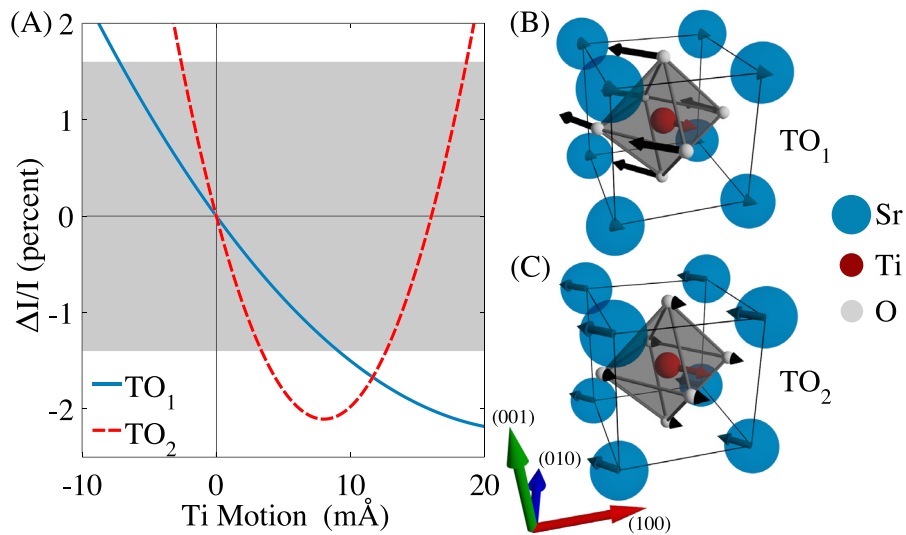 (A)
2
1
0
-1
-2
ΔI/I (percent)
TO₁
TO₂
-10 0 10 20
Ti Motion (mÅ)
(B)
TO₁
Sr
Ti
O
(C)
TO₂
(001)
(010)
(100)